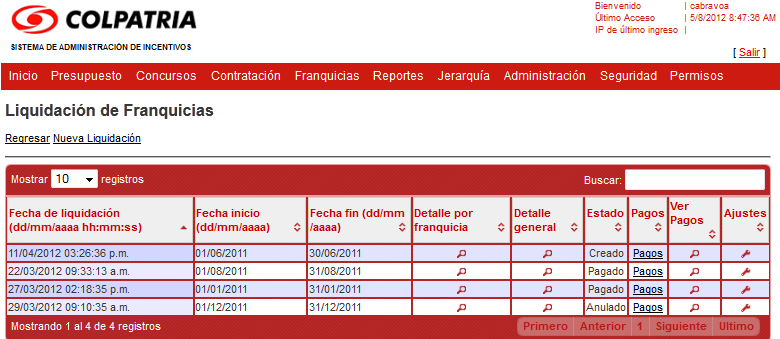 COLPATRIA
SISTEMA DE ADMINISTRACIÓN DE INCENTIVOS
Bienvenido | cabravoa
Último Acceso | 5/8/2012 8:47:36 AM
IP de último ingreso |
[ Salir ]
Inicio Presupuesto Concursos Contratación Franquicias Reportes Jerarquía Administración Seguridad Permisos
Liquidación de Franquicias
Regresar Nueva Liquidación
Mostrar 10 registros Buscar:
Fecha de liquidación (dd/mm/aaaa hh:mm:ss) Fecha inicio (dd/mm/aaaa) Fecha fin (dd/mm/aaaa) Detalle por franquicia Detalle general Estado Pagos Ver Pagos Ajustes
11/04/2012 03:26:36 p.m. 01/06/2011 30/06/2011 Creado Pagos
22/03/2012 09:33:13 a.m. 01/08/2011 31/08/2011 Pagado Pagos
27/03/2012 02:18:35 p.m. 01/01/2011 31/01/2011 Pagado Pagos
29/03/2012 09:10:35 a.m. 01/12/2011 31/12/2011 Anulado Pagos
Mostrando 1 al 4 de 4 registros Primero Anterior 1 Siguiente Ultimo